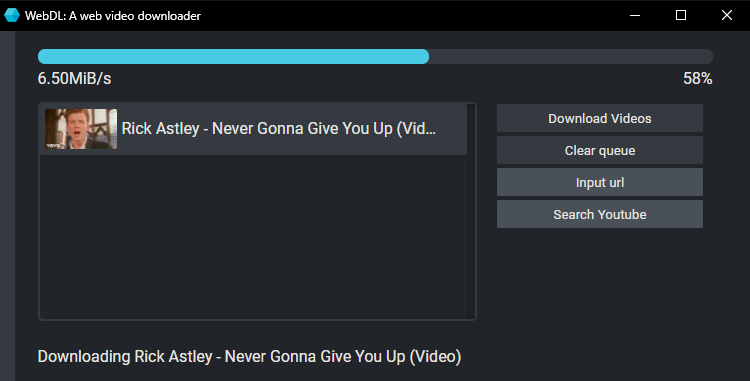 WebDL: A web video downloader
6.50MiB/s
58%
Rick Astley - Never Gonna Give You Up (Vid...
Download Videos
Clear queue
Input url
Search Youtube
Downloading Rick Astley - Never Gonna Give You Up (Video)